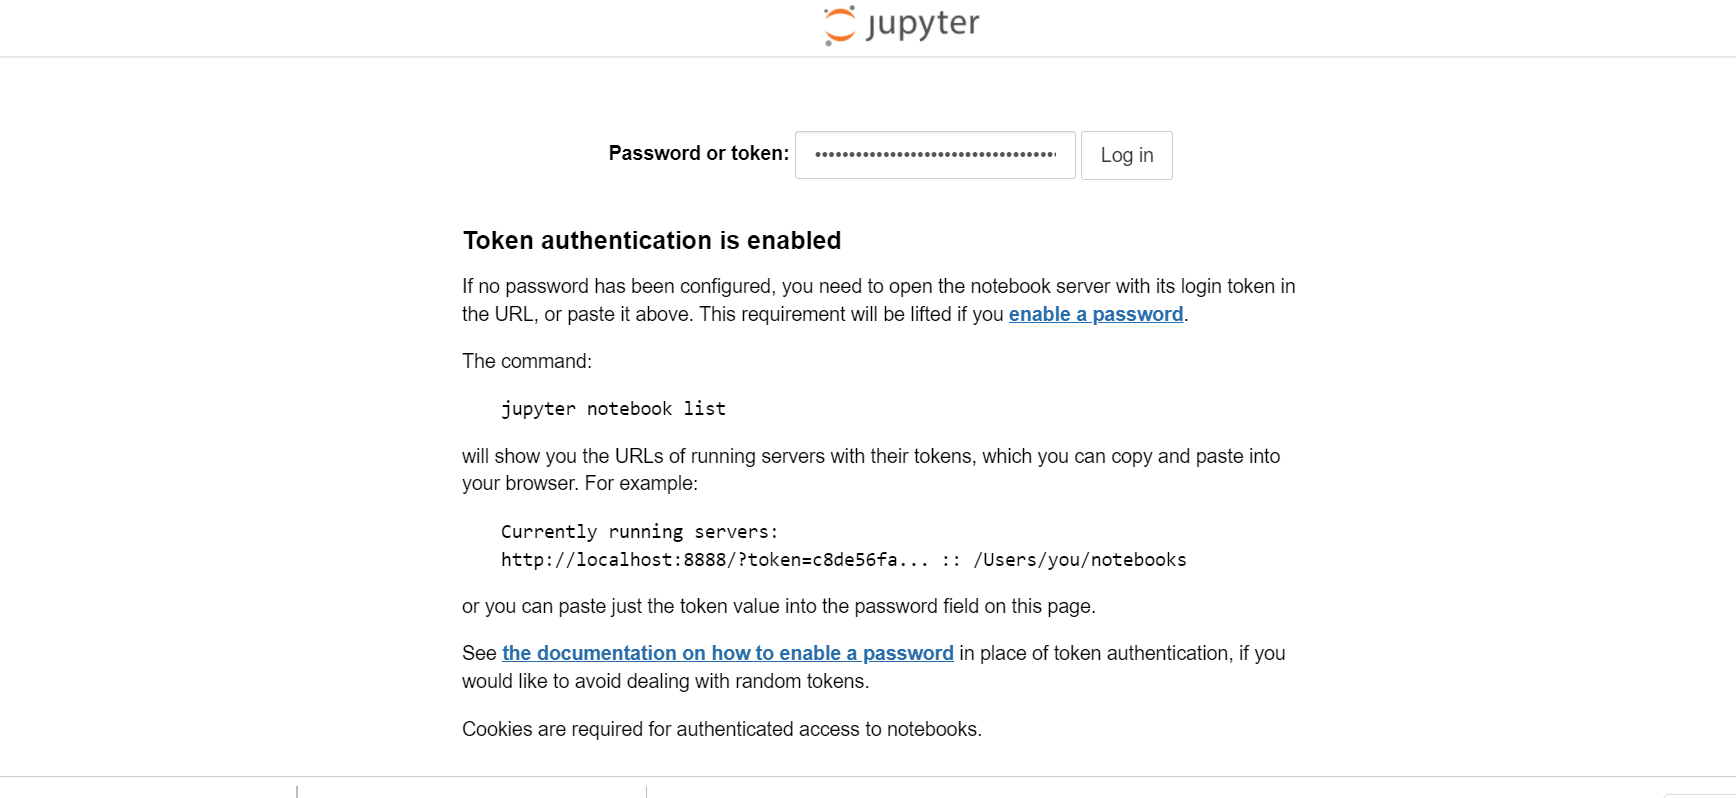 jupyter
Password or token:
Log in
Token authentication is enabled
If no password has been configured, you need to open the notebook server with its login token in
the URL, or paste it above. This requirement will be lifted if you enable a password.
The command:
jupyter notebook list
will show you the URLs of running servers with their tokens, which you can copy and paste into
your browser. For example:
Currently running servers:
http://localhost:8888/?token=c8de56fa... :: /Users/you/notebooks
or you can paste just the token value into the password field on this page.
See the documentation on how to enable a password in place of token authentication, if you
would like to avoid dealing with random tokens.
Cookies are required for authenticated access to notebooks.